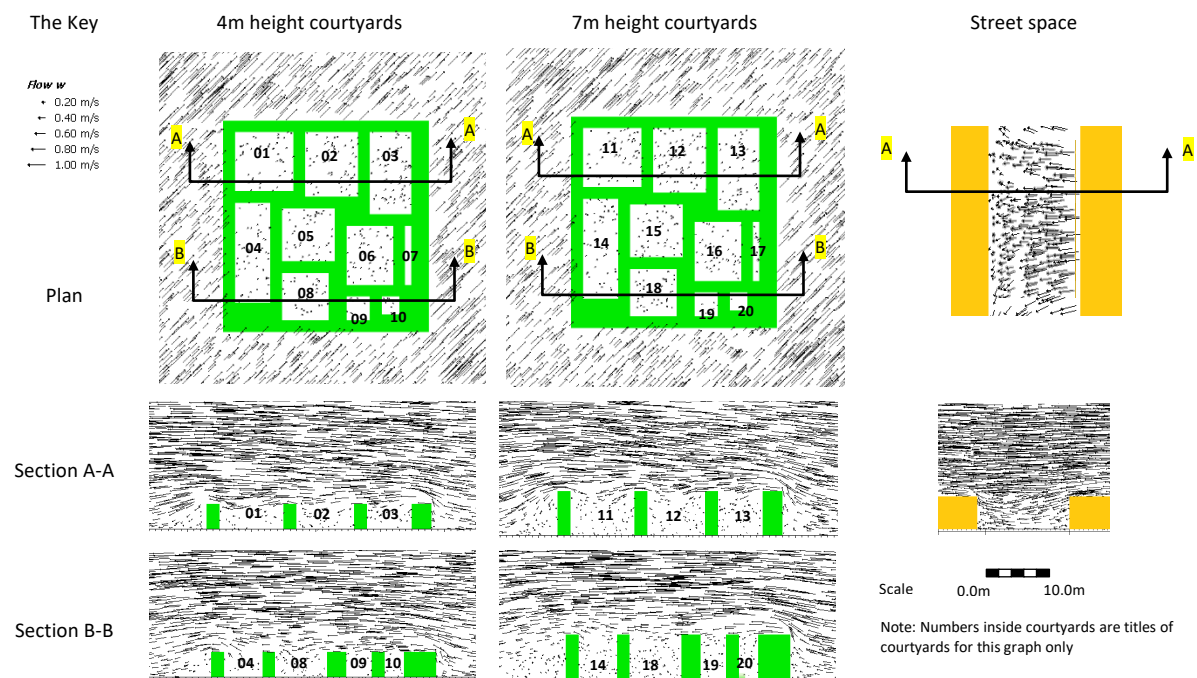 The Key
4m height courtyards
7m height courtyards
Street space
Flow w
0.20 m/s
0.40 m/s
0.60 m/s
0.80 m/s
1.00 m/s
A A
01 02 03
04 05 06 07
B B
08 09 10
A A
11 12 13
14 15 16 17
B B
18 19 20
A A
Plan
Section A-A
01 02 03
11 12 13
Section B-B
04 08 09 10
14 18 19 20
Scale 0.0m 10.0m
Note: Numbers inside courtyards are titles of
courtyards for this graph only